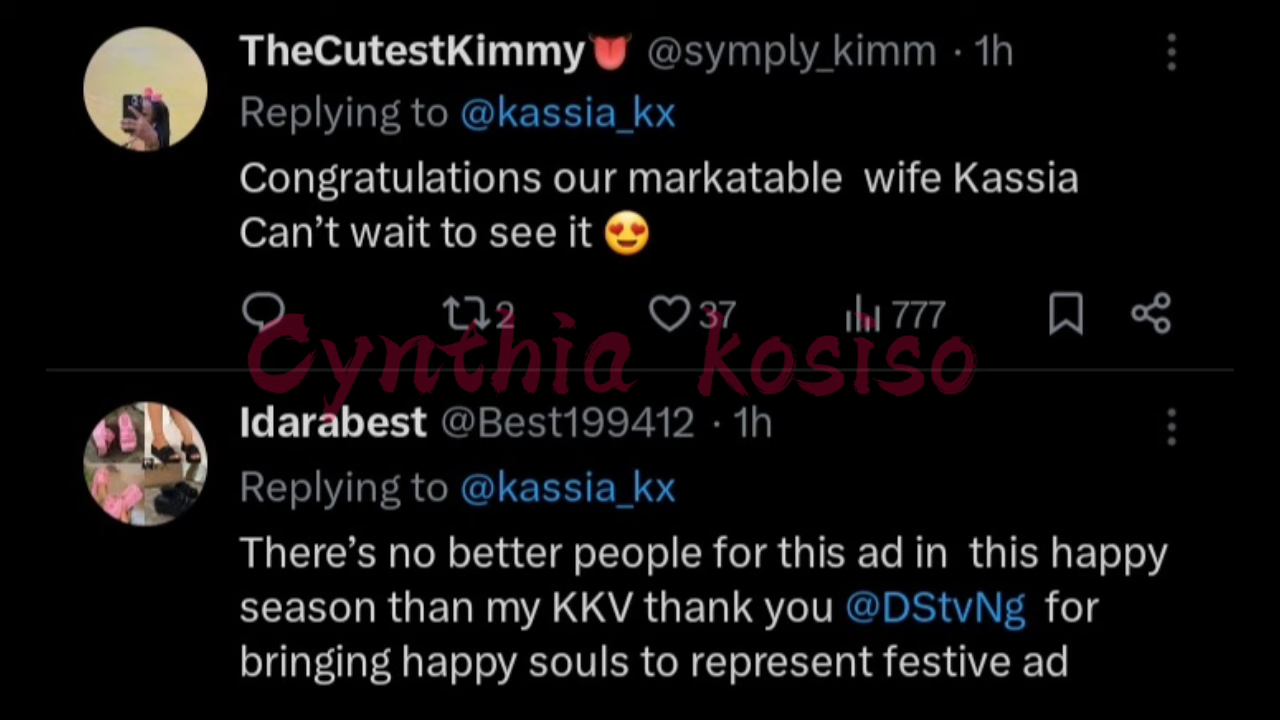 TheCutestKimmy👅 @symply_kimm · 1h
Replying to @kassia_kx
Congratulations our markatable  wife Kassia
Can't wait to see it 😍
2 37 777
Cynthia kosiso
Idarabest @Best199412 · 1h
Replying to @kassia_kx
There's no better people for this ad in  this happy
season than my KKV thank you @DStvNg  for
bringing happy souls to represent festive ad